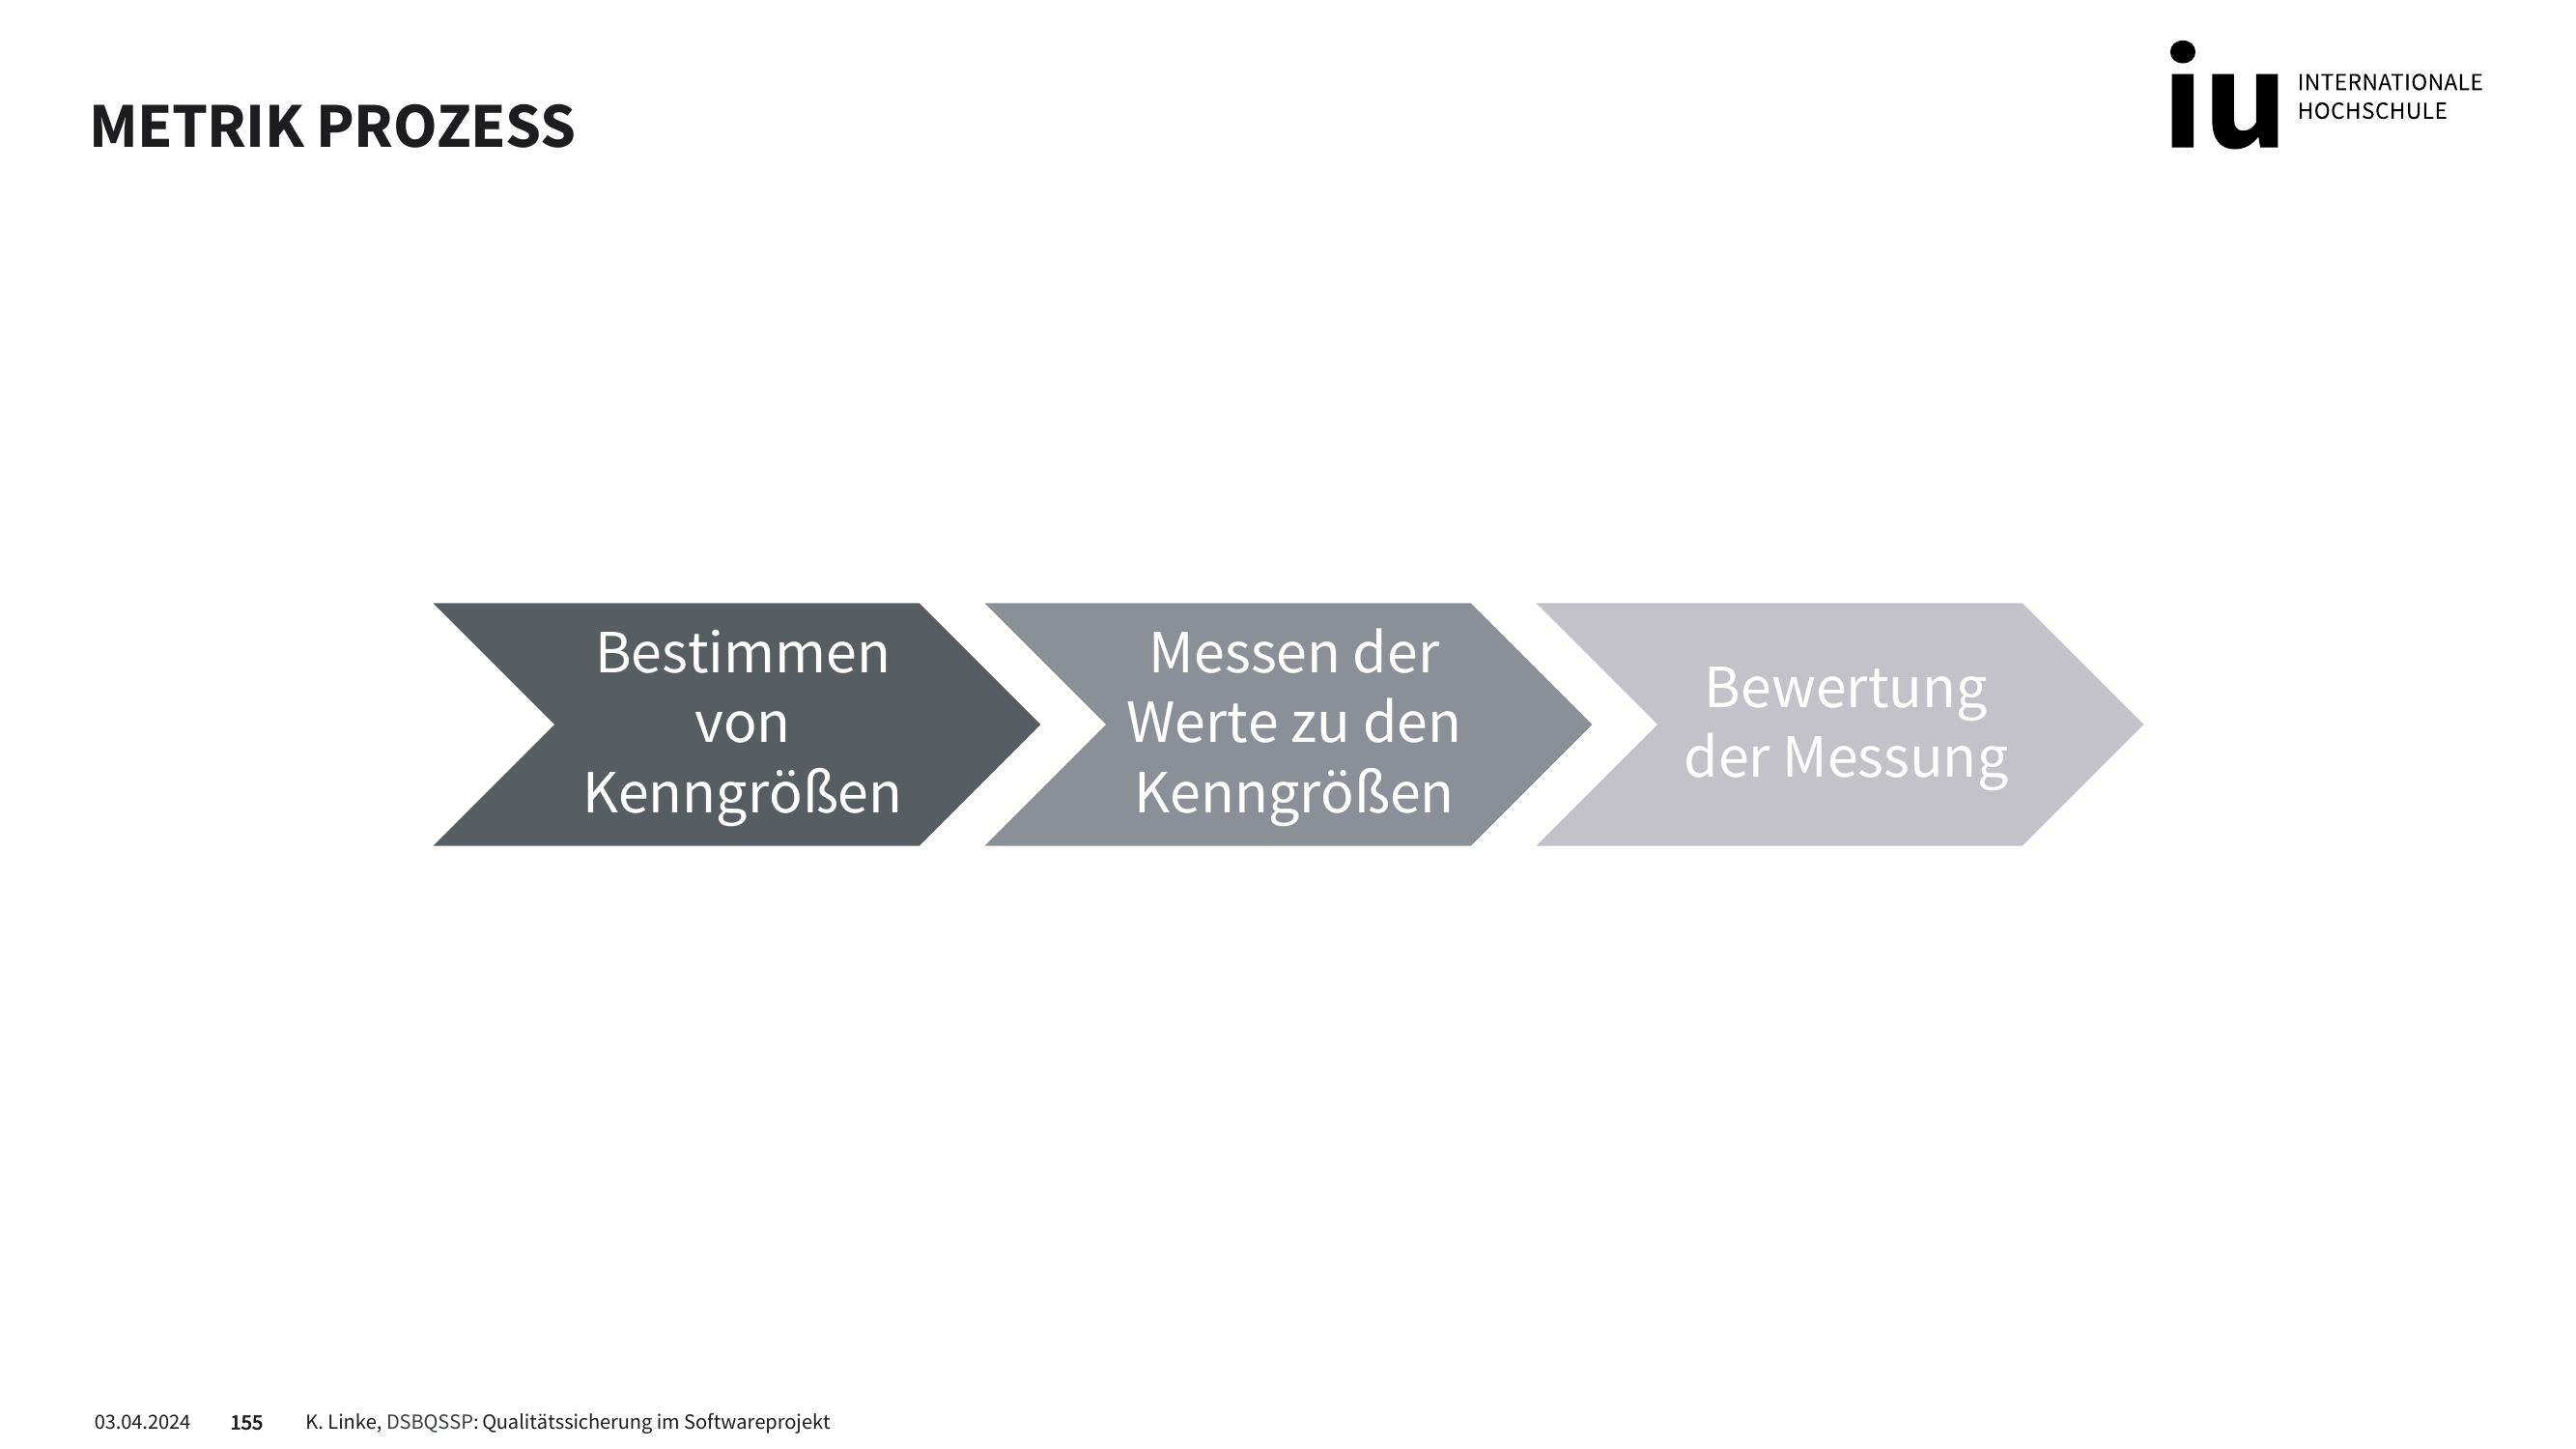 METRIK PROZESS
iu INTERNATIONALE
HOCHSCHULE
Bestimmen
von
Kenngrößen
Messen der
Werte zu den
Kenngrößen
Bewertung
der Messung
03.04.2024 155 K. Linke, DSBQSSP: Qualitätssicherung im Softwareprojekt